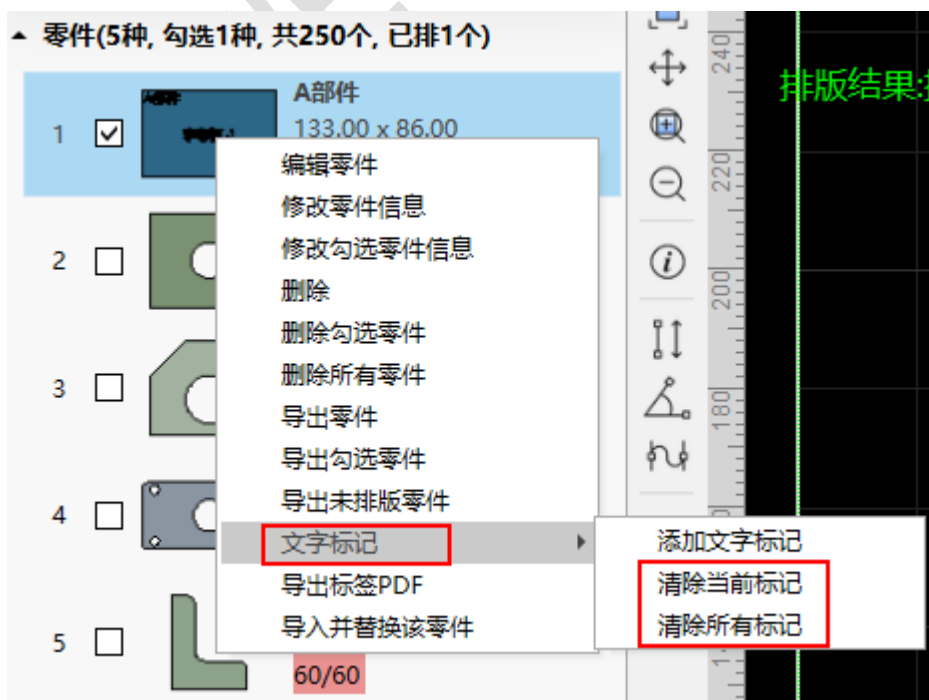 零件(5种, 勾选1种, 共250个, 已排1个)
1
A部件
133.00 x 86.00
编辑零件
修改零件信息
修改勾选零件信息
删除
删除勾选零件
删除所有零件
导出零件
导出勾选零件
导出未排版零件
文字标记
导出标签PDF
导入并替换该零件
添加文字标记
清除当前标记
清除所有标记
2
3
4
5
60/60
240
220
200
180
排版结果: